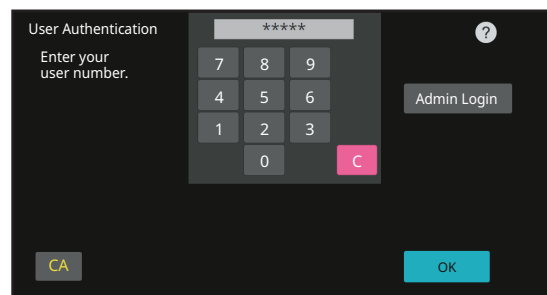 User Authentication
*****
?
Enter your
user number.
7 8 9
4 5 6
Admin Login
1 2 3
0 C
CA
OK